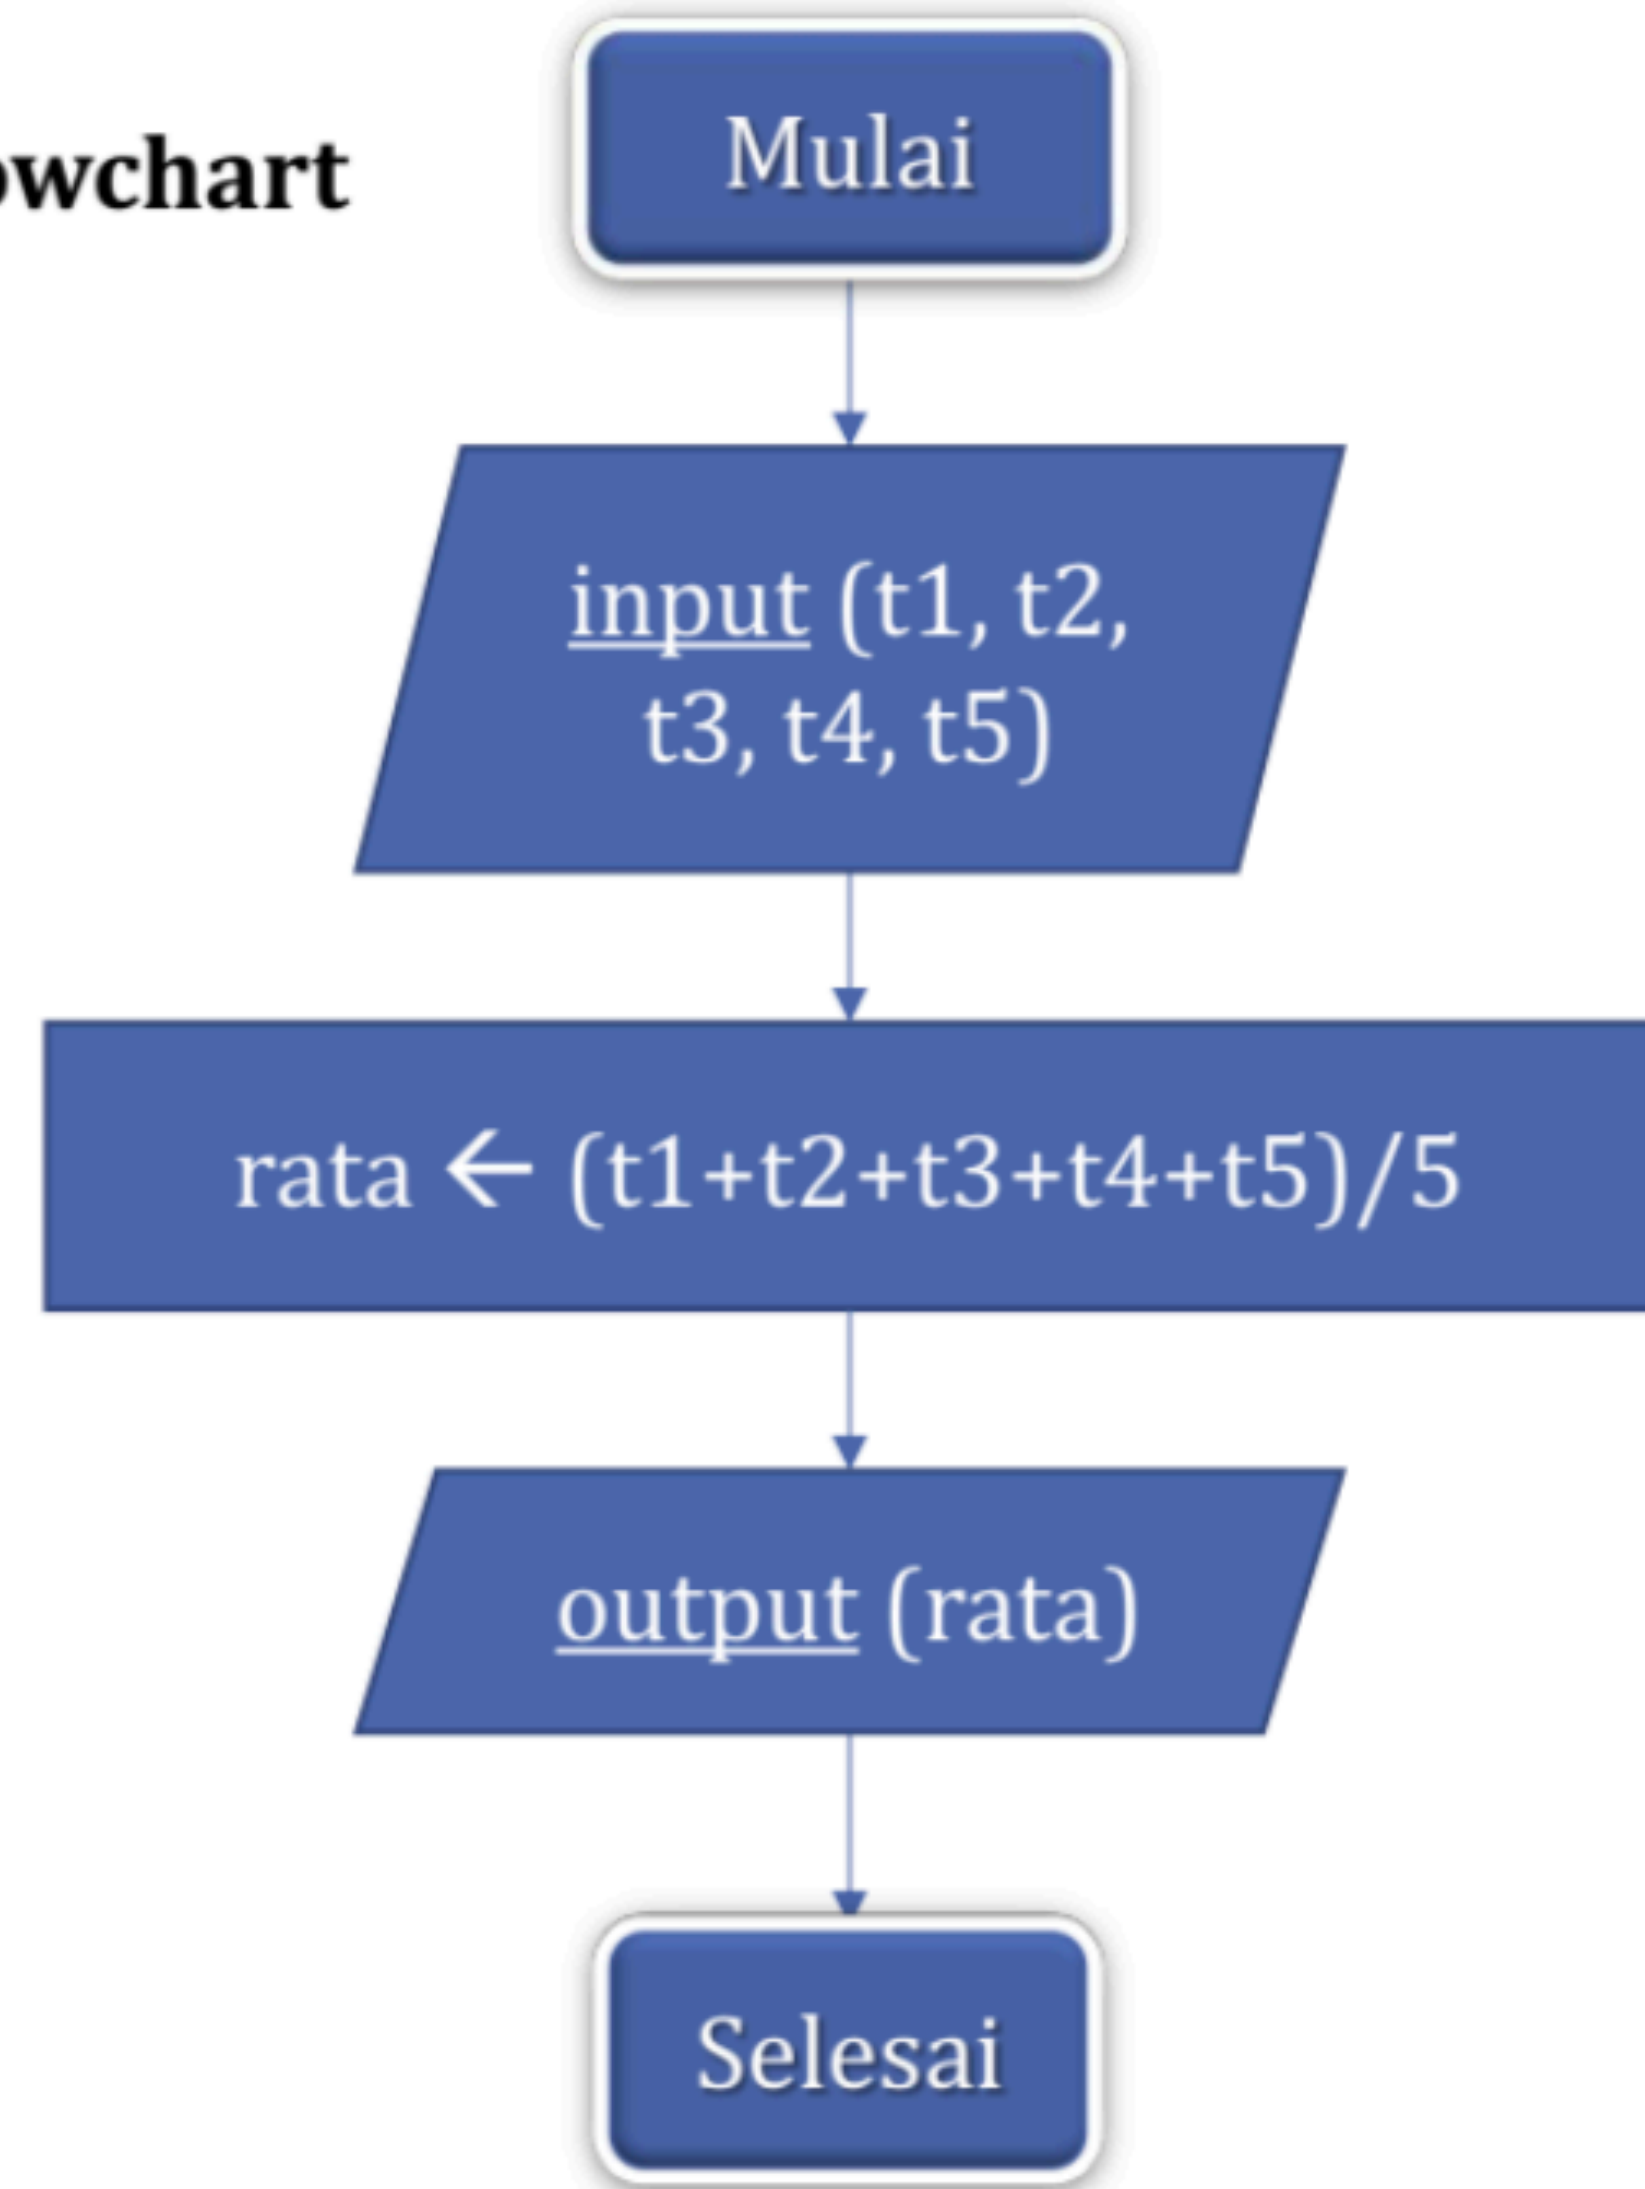 owchart
Mulai
input (t1, t2,
t3, t4, t5)
rata ← (t1+t2+t3+t4+t5)/5
output (rata)
Selesai